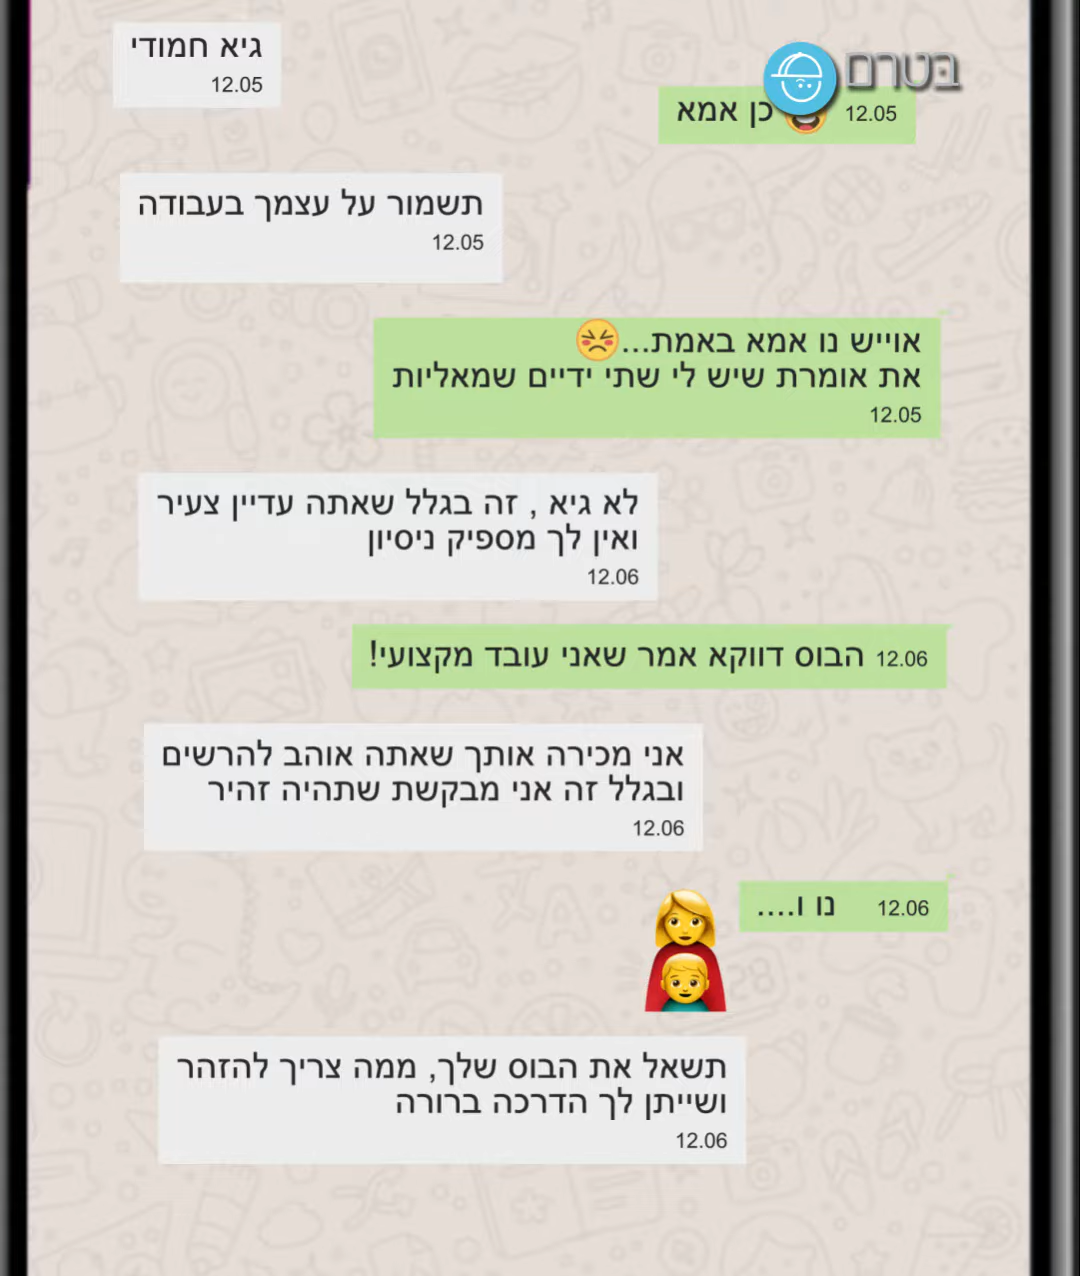 גיא חמודי
12.05
בטרם
כן אמא 12.05
תשמור על עצמך בעבודה
12.05
אוייש נו אמא באמת...
את אומרת שיש לי שתי ידיים שמאליות
12.05
לא גיא , זה בגלל שאתה עדיין צעיר
ואין לך מספיק ניסיון
12.06
הבוס דווקא אמר שאני עובד מקצועי! 12.06
אני מכירה אותך שאתה אוהב להרשים
ובגלל זה אני מבקשת שתהיה זהיר
12.06
נו ו.... 12.06
תשאל את הבוס שלך, ממה צריך להזהר
ושייתן לך הדרכה ברורה
12.06